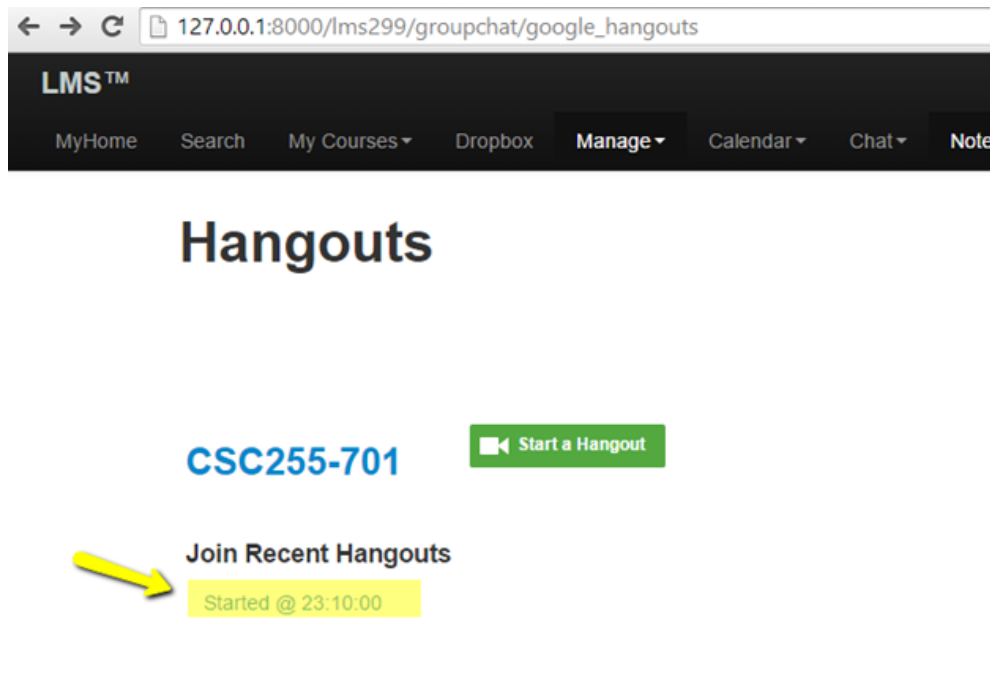 127.0.0.1:8000/lms299/groupchat/google_hangouts
LMS™
MyHome Search My Courses Dropbox Manage Calendar Chat Note
Hangouts
CSC255-701 Start a Hangout
Join Recent Hangouts
Started @ 23:10:00